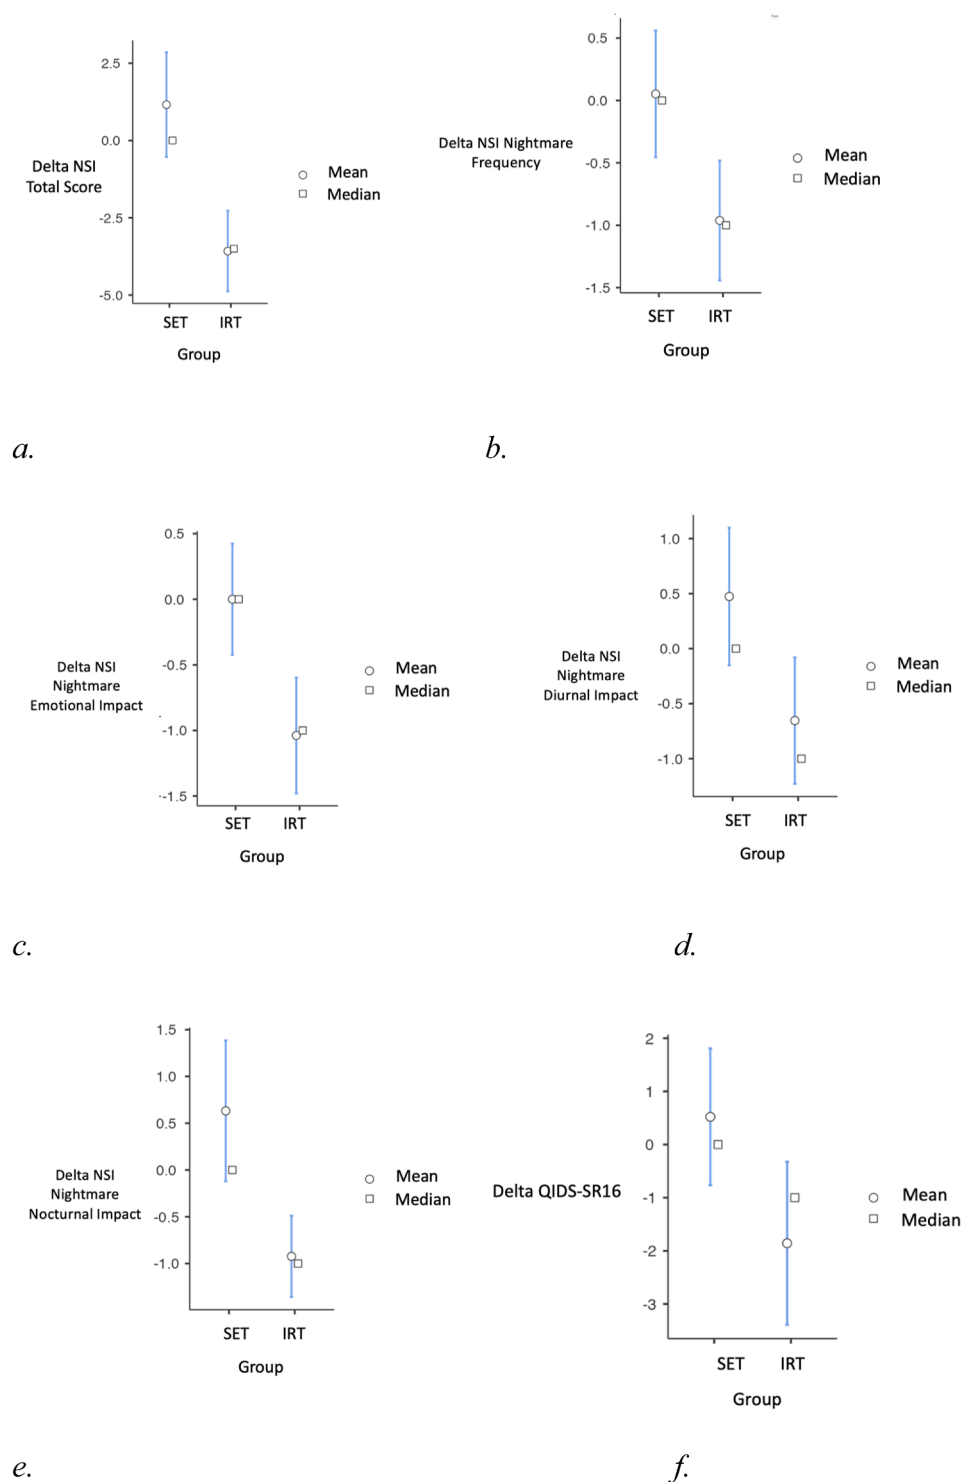 2.5
0.0
-2.5
-5.0
Delta NSI
Total Score
SET IRT
Group
Mean
Median
a.
0.5
0.0
-0.5
-1.0
-1.5
Delta NSI Nightmare
Frequency
SET IRT
Group
Mean
Median
b.
0.5
0.0
-0.5
-1.0
-1.5
Delta NSI
Nightmare
Emotional Impact
SET IRT
Group
Mean
Median
c.
1.0
0.5
0.0
-0.5
-1.0
Delta NSI
Nightmare
Diurnal Impact
SET IRT
Group
Mean
Median
d.
1.5
1.0
0.5
0.0
-0.5
-1.0
Delta NSI
Nightmare
Nocturnal Impact
SET IRT
Group
Mean
Median
e.
2
1
0
-1
-2
-3
Delta QIDS-SR16
SET IRT
Group
Mean
Median
f.